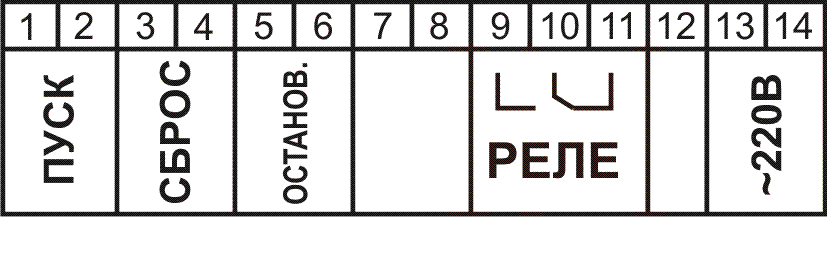 1 2 3 4 5 6 7 8 9 10 11 12 13 14
ПУСК
СБРОС
ОСТАНОВ.
РЕЛЕ
~220В